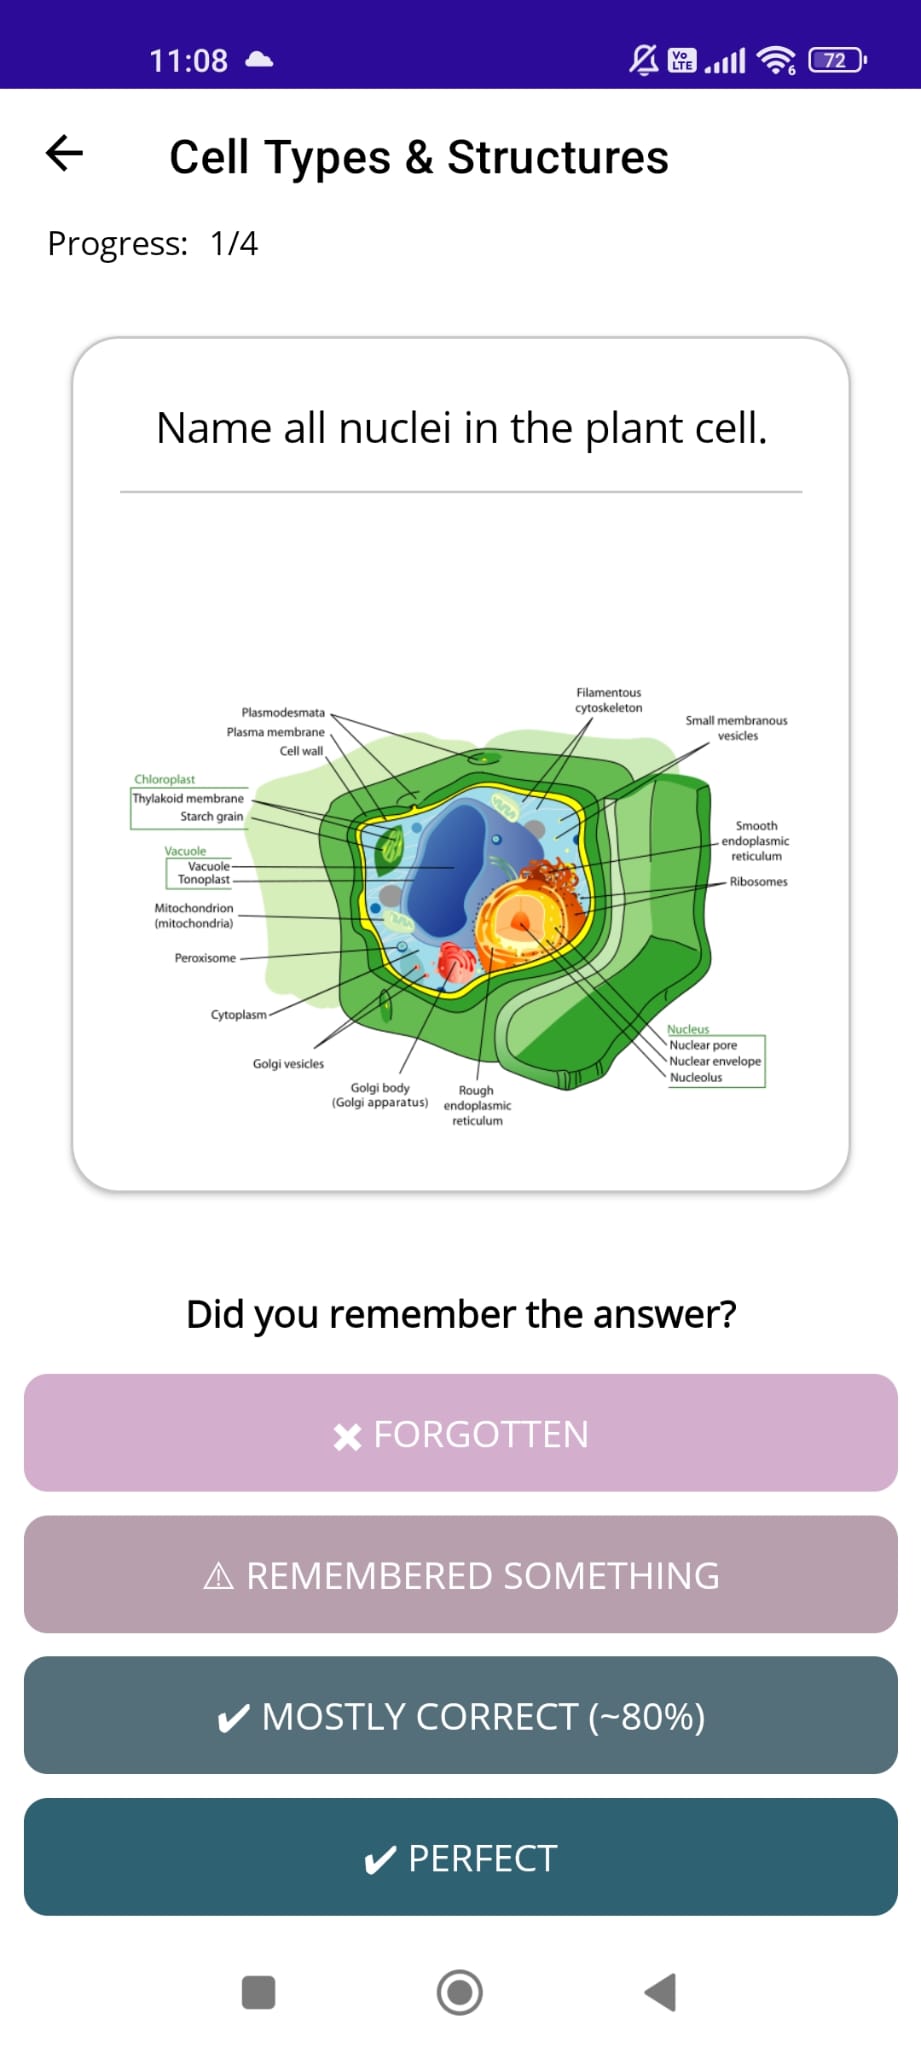 11:08
Vo LTE
6
72
Cell Types & Structures
Progress: 1/4
Name all nuclei in the plant cell.
Filamentous
cytoskeleton
Plasmodesmata
Plasma membrane
Cell wall
Small membranous
vesicles
Chloroplast
Thylakoid membrane
Starch grain
Smooth
endoplasmic
reticulum
Vacuole
Vacuole
Tonoplast
Ribosomes
Mitochondrion
(mitochondria)
Peroxisome
Cytoplasm
Nucleus
Nuclear pore
Nuclear envelope
Nucleolus
Golgi vesicles
Golgi body
(Golgi apparatus)
Rough
endoplasmic
reticulum
Did you remember the answer?
FORGOTTEN
REMEMBERED SOMETHING
MOSTLY CORRECT (~80%)
PERFECT